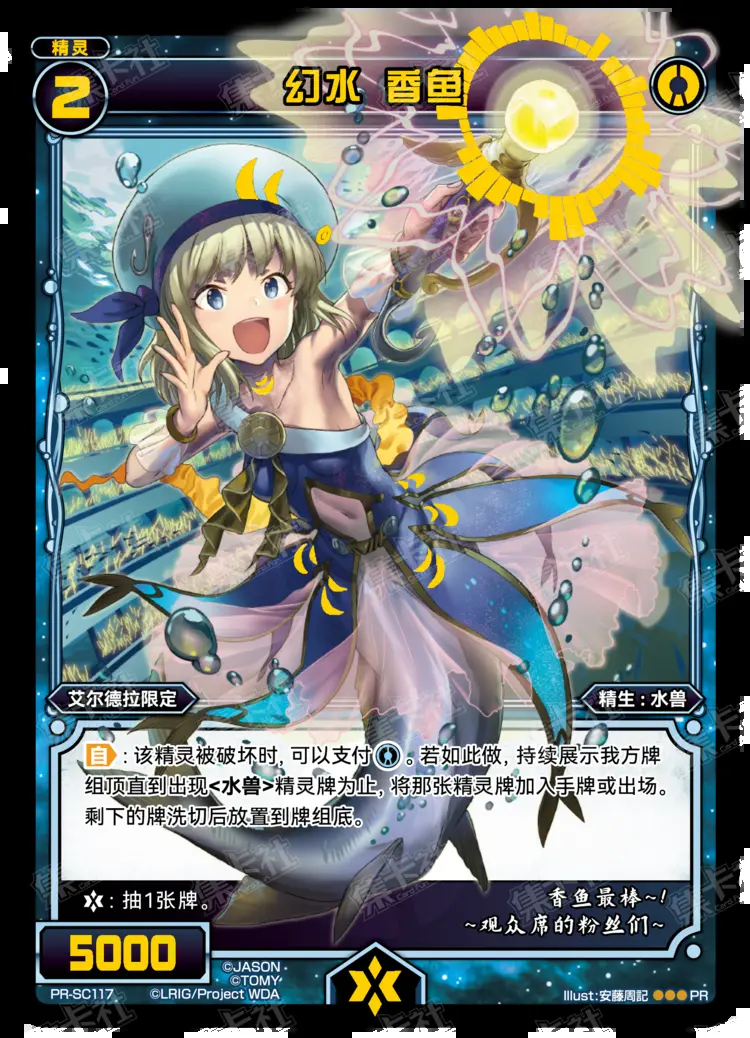 精灵
2
幻水 香鱼
艾尔德拉限定
精生:水兽
自:该精灵被破坏时,可以支付。若如此做,持续展示我方牌
组顶直到出现<水兽>精灵牌为止,将那张精灵牌加入手牌或出场。
剩下的牌洗切后放置到牌组底。
:抽1张牌。
香鱼最棒~!
~观众席的粉丝们~
5000
©JASON
©TOMY
PR-SC117 ©LRIG/Project WDA
Illust:安藤周記 PR
集卡社